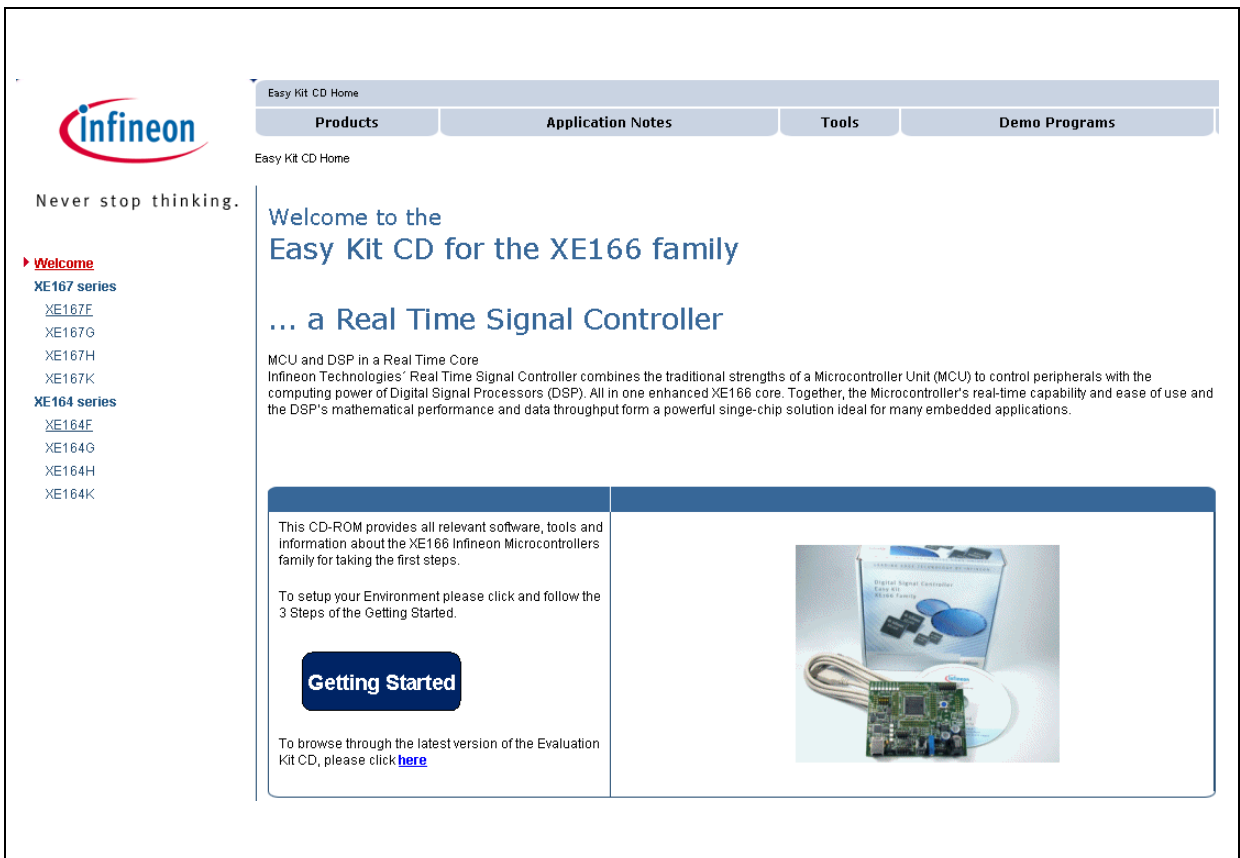 Easy Kit CD Home
infineon
Products
Application Notes
Tools
Demo Programs
Easy Kit CD Home
Never stop thinking.
Welcome to the
Easy Kit CD for the XE166 family
Welcome
XE167 series
XE167F
XE167G
XE167H
XE167K
XE164 series
XE164F
XE164G
XE164H
XE164K
... a Real Time Signal Controller
MCU and DSP in a Real Time Core
Infineon Technologies´ Real Time Signal Controller combines the traditional strengths of a Microcontroller Unit (MCU) to control peripherals with the
computing power of Digital Signal Processors (DSP). All in one enhanced XE166 core. Together, the Microcontroller's real-time capability and ease of use and
the DSP's mathematical performance and data throughput form a powerful singe-chip solution ideal for many embedded applications.
This CD-ROM provides all relevant software, tools and
information about the XE166 Infineon Microcontrollers
family for taking the first steps.
To setup your Environment please click and follow the
3 Steps of the Getting Started.
Getting Started
To browse through the latest version of the Evaluation
Kit CD, please click here
Digital Signal Controller
Easy Kit
XE166 Family
infineon